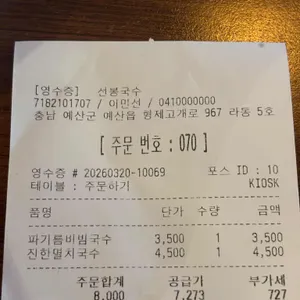 [영수증] 선봉국수
7182101707 / 이민선 / 0410000000
충남 예산군 예산읍 형제고개로 967 라동 5호
[ 주문 번호 : 070 ]
영수증 # 20260320-10069 포스 ID : 10
테이블 : 주문하기 KIOSK
품명 단가 수량 금액
파기름비빔국수 3,500 1 3,500
진한멸치국수 4,500 1 4,500
주문합계 공급가 부가세
8,000 7,273 727